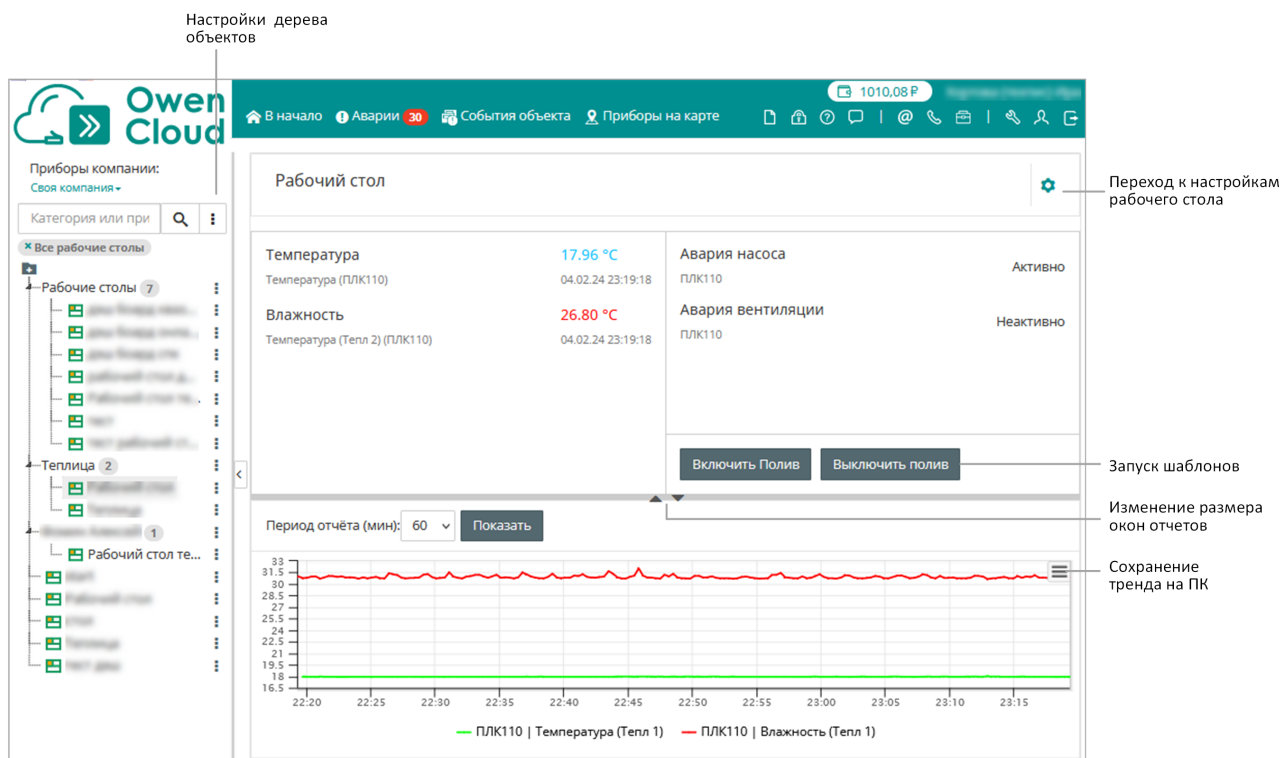 Настройки дерева
объектов
Owen
Cloud
1010,08 ₽
В начало Аварии 30 События объекта Приборы на карте
Приборы компании:
Своя компания
Категория или при
× Все рабочие столы
Рабочие столы 7
Теплица 2
1
Рабочий стол те...
Рабочий стол
Переход к настройкам
рабочего стола
Температура 17.96 °C
Температура (ПЛК110) 04.02.24 23:19:18
Влажность 26.80 °C
Температура (Тепл 2) (ПЛК110) 04.02.24 23:19:18
Авария насоса
ПЛК110
Активно
Авария вентиляции
ПЛК110
Неактивно
Включить Полив Выключить полив
Запуск шаблонов
Изменение размера
окон отчетов
Период отчёта (мин): 60 Показать
Сохранение
тренда на ПК
33
31.5
30
28.5
27
25.5
24
22.5
21
19.5
18
16.5
22:20 22:25 22:30 22:35 22:40 22:45 22:50 22:55 23:00 23:05 23:10 23:15
ПЛК110 | Температура (Тепл 1) ПЛК110 | Влажность (Тепл 1)